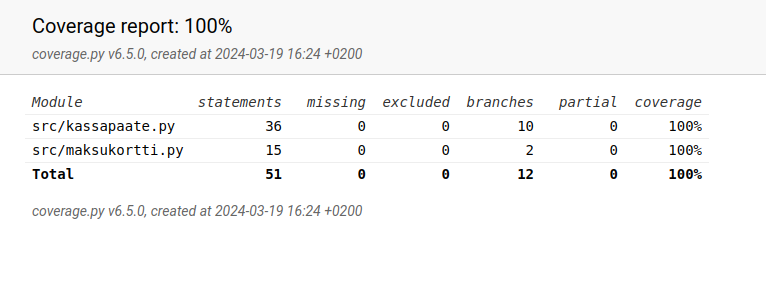 Coverage report: 100%
coverage.py v6.5.0, created at 2024-03-19 16:24 +0200
Module statements missing excluded branches partial coverage
src/kassapaate.py 36 0 0 10 0 100%
src/maksukortti.py 15 0 0 2 0 100%
Total 51 0 0 12 0 100%
coverage.py v6.5.0, created at 2024-03-19 16:24 +0200